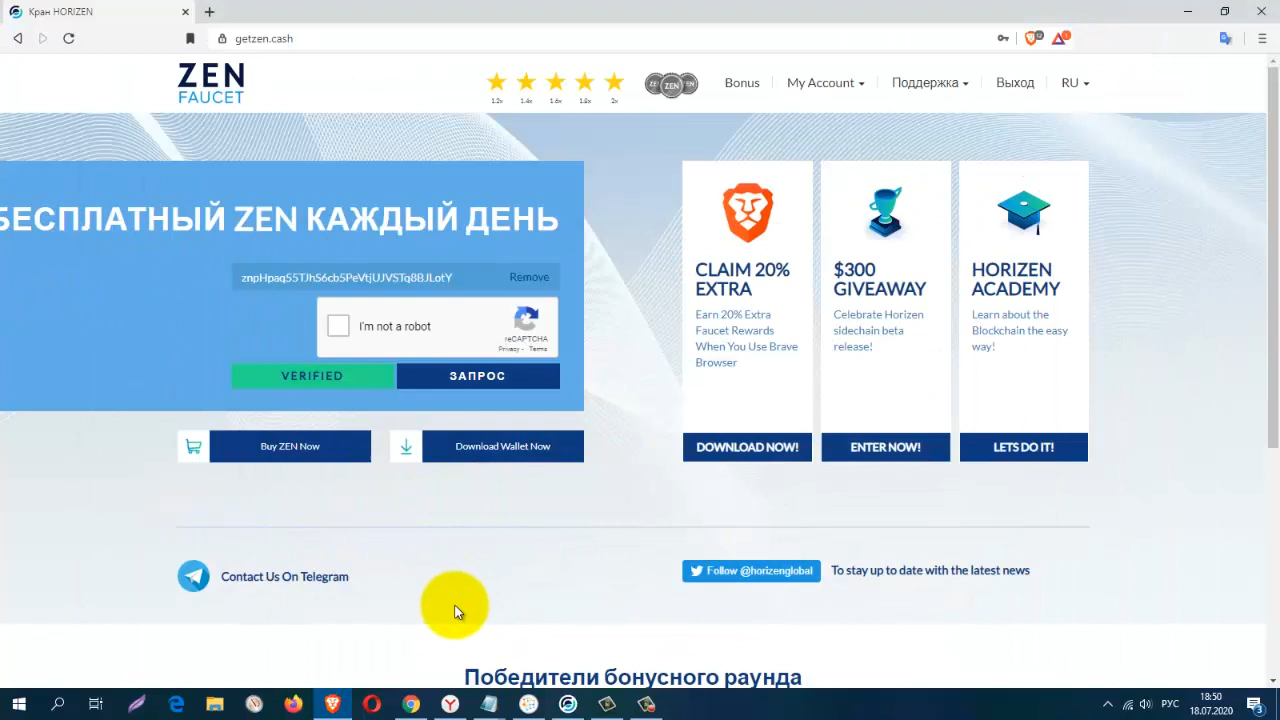 Кран HORIZEN
getzen.cash
ZEN
FAUCET
1.2x 1.4x 1.6x 1.8x 2x
ZEN
Bonus
My Account
Поддержка
Выход
RU
БЕСПЛАТНЫЙ ZEN КАЖДЫЙ ДЕНЬ
znpHpaq55TJhS6cb5PeVtjUJVSTq8BJLotY
Remove
I'm not a robot
reCAPTCHA
Privacy - Terms
VERIFIED
ЗАПРОС
Buy ZEN Now
Download Wallet Now
CLAIM 20%
EXTRA
Earn 20% Extra
Faucet Rewards
When You Use Brave
Browser
DOWNLOAD NOW!
$300
GIVEAWAY
Celebrate Horizen
sidechain beta
release!
ENTER NOW!
HORIZEN
ACADEMY
Learn about the
Blockchain the easy
way!
LETS DO IT!
Contact Us On Telegram
Follow @horizenglobal
To stay up to date with the latest news
Победители бонусного раунда
РУС
18:50
18.07.2020
3